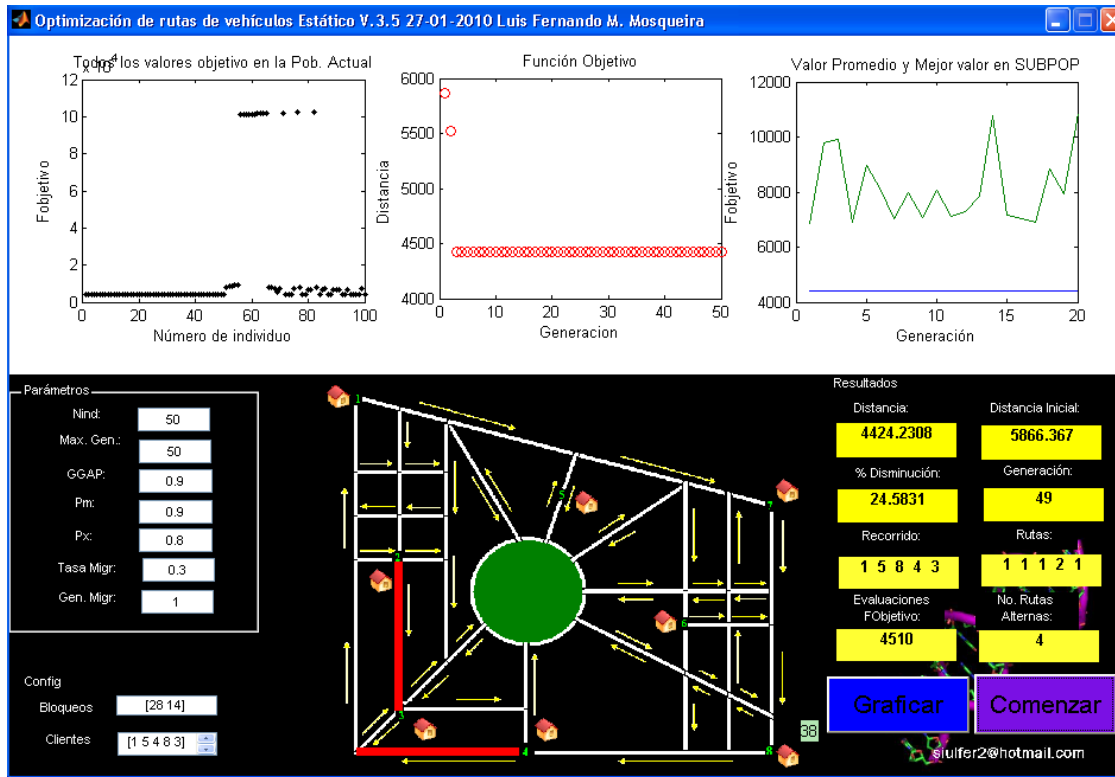 Optimización de rutas de vehículos Estático V.3.5 27-01-2010 Luis Fernando M. Mosqueira
Todos los valores objetivo en la Pob. Actual
x 10^4
12
10
8
6
4
2
0
Fobjetivo
0 20 40 60 80 100
Número de individuo
Función Objetivo
6000
5500
5000
4500
4000
Distancia
0 10 20 30 40 50
Generacion
Valor Promedio y Mejor valor en SUBPOP
12000
10000
8000
6000
4000
Fobjetivo
0 5 10 15 20
Generación
Parámetros
Nind: 50
Max. Gen.: 50
GGAP: 0.9
Pm: 0.9
Px: 0.8
Tasa Migr: 0.3
Gen. Migr: 1
Config
Bloqueos [28 14]
Clientes [1 5 4 8 3]
1
5
7
2
6
3
4
8
38
Resultados
Distancia: Distancia Inicial:
4424.2308 5866.367
% Disminución: Generación:
24.5831 49
Recorrido: Rutas:
1 5 8 4 3 1 1 1 2 1
Evaluaciones FObjetivo: No. Rutas Alternas:
4510 4
Graficar Comenzar
siulfer2@hotmail.com